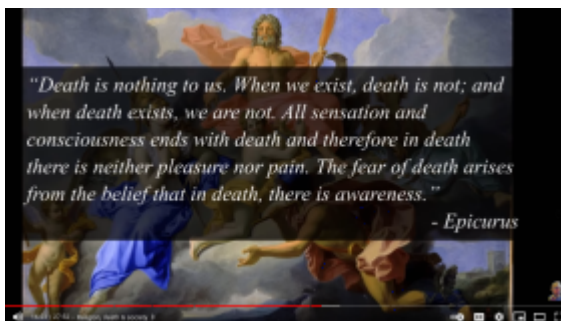 “Death is nothing to us. When we exist, death is not; and
when death exists, we are not. All sensation and
consciousness ends with death and therefore in death
there is neither pleasure nor pain. The fear of death arises
from the belief that in death, there is awareness.”
- Epicurus